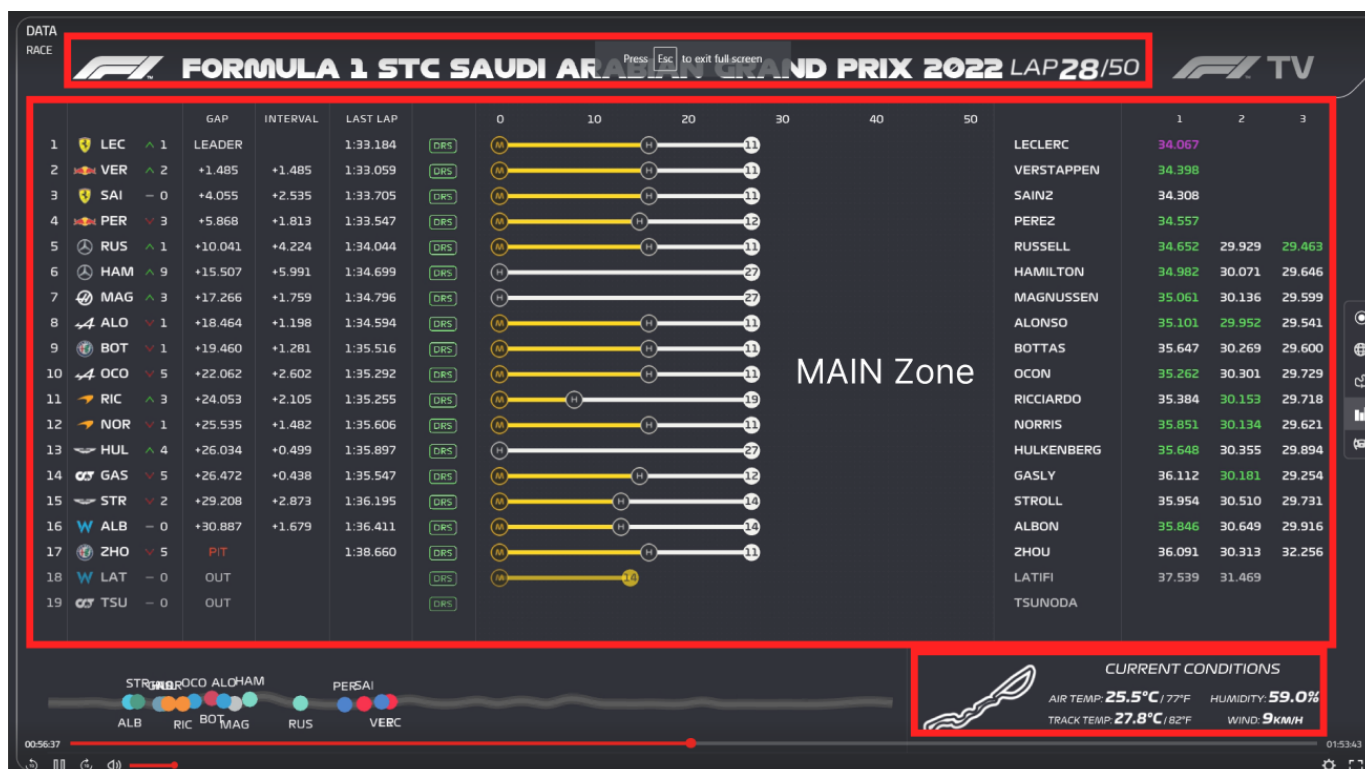 DATA
RACE
Press Esc to exit full screen
F1 FORMULA 1 STC SAUDI ARABIAN GRAND PRIX 2022 LAP 28/50
F1 TV
GAP INTERVAL LAST LAP 0 10 20 30 40 50 1 2 3
1 LEC ^ 1 LEADER 1:33.184 DRS M H 11 LECLERC 34.067
2 VER ^ 2 +1.485 +1.485 1:33.059 DRS M H 11 VERSTAPPEN 34.398
3 SAI – 0 +4.055 +2.535 1:33.705 DRS M H 11 SAINZ 34.308
4 PER v 3 +5.868 +1.813 1:33.547 DRS M H 12 PEREZ 34.557
5 RUS ^ 1 +10.041 +4.224 1:34.044 DRS M H 11 RUSSELL 34.652 29.929 29.463
6 HAM ^ 9 +15.507 +5.991 1:34.699 DRS H 27 HAMILTON 34.982 30.071 29.646
7 MAG ^ 3 +17.266 +1.759 1:34.796 DRS H 27 MAGNUSSEN 35.061 30.136 29.599
8 ALO v 1 +18.464 +1.198 1:34.594 DRS M H 11 ALONSO 35.101 29.952 29.541
9 BOT v 1 +19.460 +1.281 1:35.516 DRS M H 11 BOTTAS 35.647 30.269 29.600
MAIN Zone
10 OCO v 5 +22.062 +2.602 1:35.292 DRS M H 11 OCON 35.262 30.301 29.729
11 RIC ^ 3 +24.053 +2.105 1:35.255 DRS M H 19 RICCIARDO 35.384 30.153 29.718
12 NOR v 1 +25.535 +1.482 1:35.606 DRS M H 11 NORRIS 35.851 30.134 29.621
13 HUL ^ 4 +26.034 +0.499 1:35.897 DRS H 27 HULKENBERG 35.648 30.355 29.894
14 GAS v 5 +26.472 +0.438 1:35.547 DRS M H 12 GASLY 36.112 30.181 29.254
15 STR v 2 +29.208 +2.873 1:36.195 DRS M H 14 STROLL 35.954 30.510 29.731
16 ALB – 0 +30.887 +1.679 1:36.411 DRS M H 14 ALBON 35.846 30.649 29.916
17 ZHO v 5 PIT 1:38.660 DRS M H 11 ZHOU 36.091 30.313 32.256
18 LAT – 0 OUT DRS M 14 LATIFI 37.539 31.469
19 TSU – 0 OUT DRS TSUNODA
STR OCO ALO HAM PER SAI
ALB RIC BOT MAG RUS VER
CURRENT CONDITIONS
AIR TEMP: 25.5°C / 77°F HUMIDITY: 59.0%
TRACK TEMP: 27.8°C / 82°F WIND: 9 KM/H
00:56:37 01:53:43